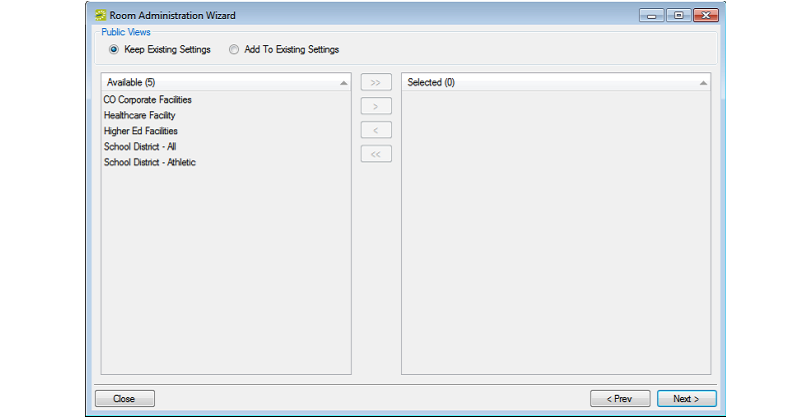 Room Administration Wizard
Public Views
Keep Existing Settings Add To Existing Settings
Available (5)
CO Corporate Facilities
Healthcare Facility
Higher Ed Facilities
School District - All
School District - Athletic
>>
>
<
<<
Selected (0)
Close < Prev Next >